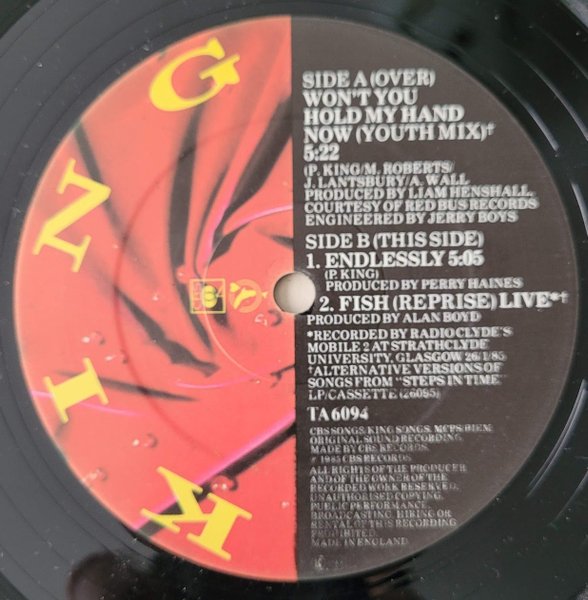 KING
SIDE A (OVER)
WON'T YOU
HOLD MY HAND
NOW (YOUTH MIX)†
5:22
(P. KING/M. ROBERTS/
J. LANTSBURY/A. WALL
PRODUCED BY LIAM HENSHALL.
COURTESY OF RED BUS RECORDS
ENGINEERED BY JERRY BOYS
SIDE B (THIS SIDE)
1. ENDLESSLY 5:05
(P. KING)
PRODUCED BY PERRY HAINES
2. FISH (REPRISE) LIVE*†
PRODUCED BY ALAN BOYD
*RECORDED BY RADIO CLYDE'S
MOBILE 2 AT STRATHCLYDE
UNIVERSITY, GLASGOW 26/1/85
†ALTERNATIVE VERSIONS OF
SONGS FROM "STEPS IN TIME"
LP/CASSETTE (26095)
TA 6094
CBS SONGS/KING SONGS. MCPS/BIEM.
ORIGINAL SOUND RECORDING
MADE BY CBS RECORDS.
℗ 1985 CBS RECORDS
ALL RIGHTS OF THE PRODUCER
AND OF THE OWNER OF THE
RECORDED WORK RESERVED.
UNAUTHORISED COPYING,
PUBLIC PERFORMANCE,
BROADCASTING, HIRING OR
RENTAL OF THIS RECORDING
PROHIBITED.
MADE IN ENGLAND